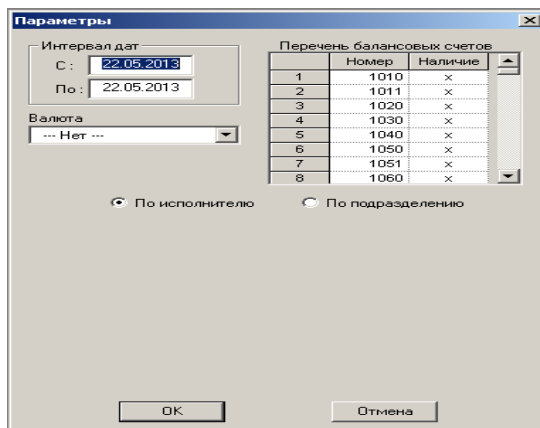 Параметры
Интервал дат
С : 22.05.2013
По : 22.05.2013
Валюта
--- Нет ---
Перечень балансовых счетов
Номер Наличие
1 1010 x
2 1011 x
3 1020 x
4 1030 x
5 1040 x
6 1050 x
7 1051 x
8 1060 x
По исполнителю По подразделению
OK Отмена